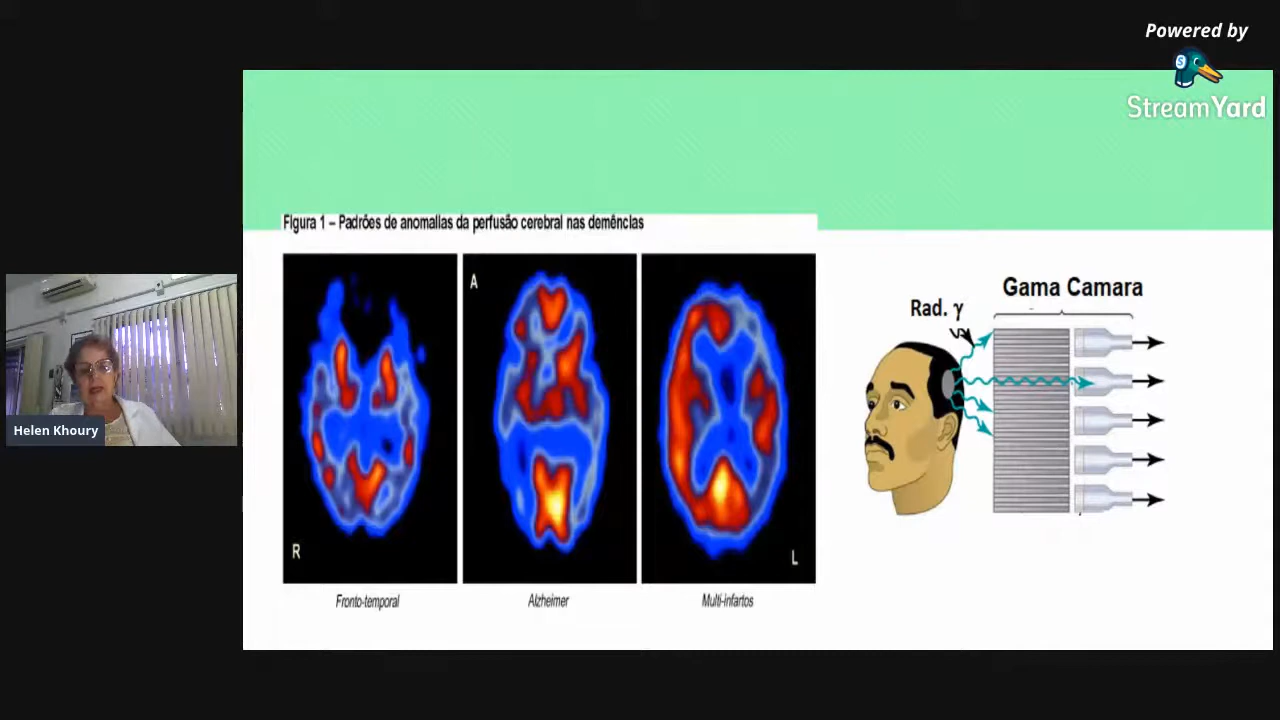 Powered by
StreamYard
Figura 1 – Padrões de anomalias da perfusão cerebral nas demências
A
R
L
Fronto-temporal
Alzheimer
Multi-infartos
Gama Camara
Rad. γ
Helen Khoury